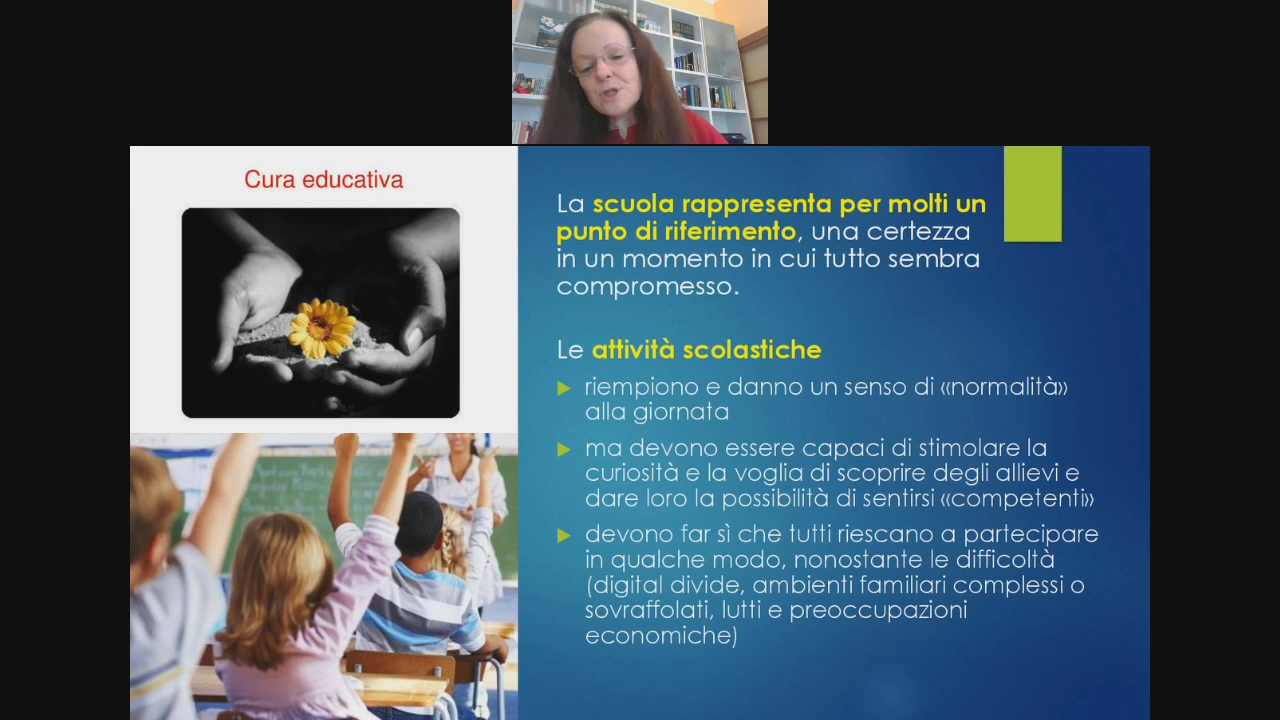 Cura educativa
La scuola rappresenta per molti un
punto di riferimento, una certezza
in un momento in cui tutto sembra
compromesso.
Le attività scolastiche
riempiono e danno un senso di «normalità»
alla giornata
ma devono essere capaci di stimolare la
curiosità e la voglia di scoprire degli allievi e
dare loro la possibilità di sentirsi «competenti»
devono far sì che tutti riescano a partecipare
in qualche modo, nonostante le difficoltà
(digital divide, ambienti familiari complessi o
sovraffolati, lutti e preoccupazioni
economiche)